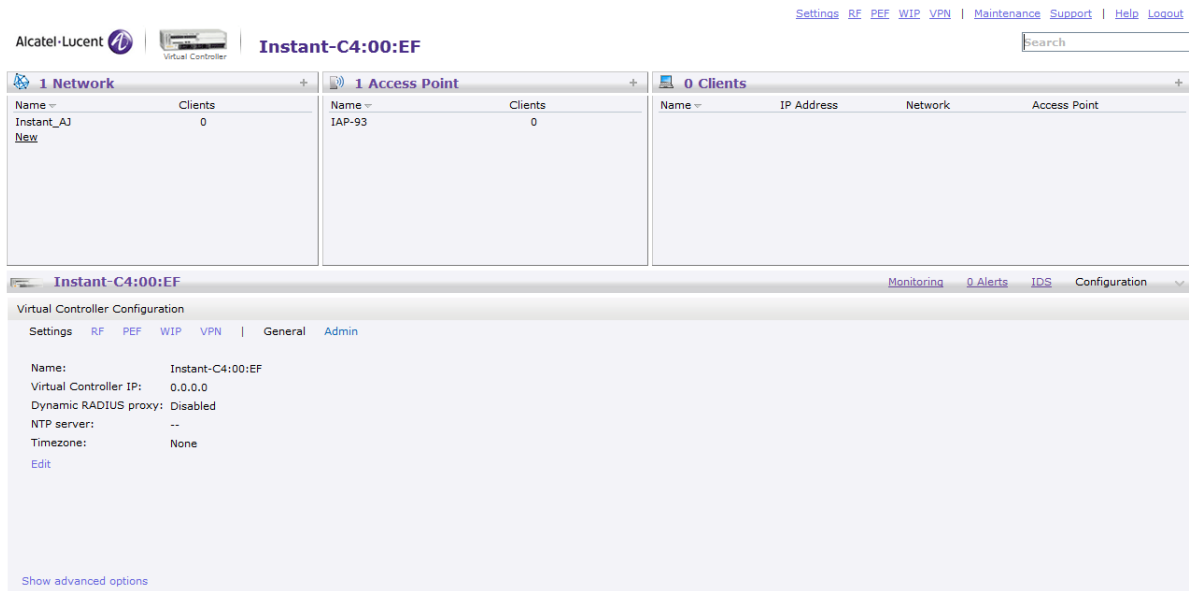 Settings RF PEF WIP VPN | Maintenance Support | Help Logout
Alcatel·Lucent
Virtual Controller
Instant-C4:00:EF
Search
1 Network +
1 Access Point +
0 Clients +
Name Clients
Name Clients
Name IP Address Network Access Point
Instant_AJ 0
IAP-93 0
New
Instant-C4:00:EF
Monitoring 0 Alerts IDS Configuration
Virtual Controller Configuration
Settings RF PEF WIP VPN | General Admin
Name: Instant-C4:00:EF
Virtual Controller IP: 0.0.0.0
Dynamic RADIUS proxy: Disabled
NTP server: --
Timezone: None
Edit
Show advanced options